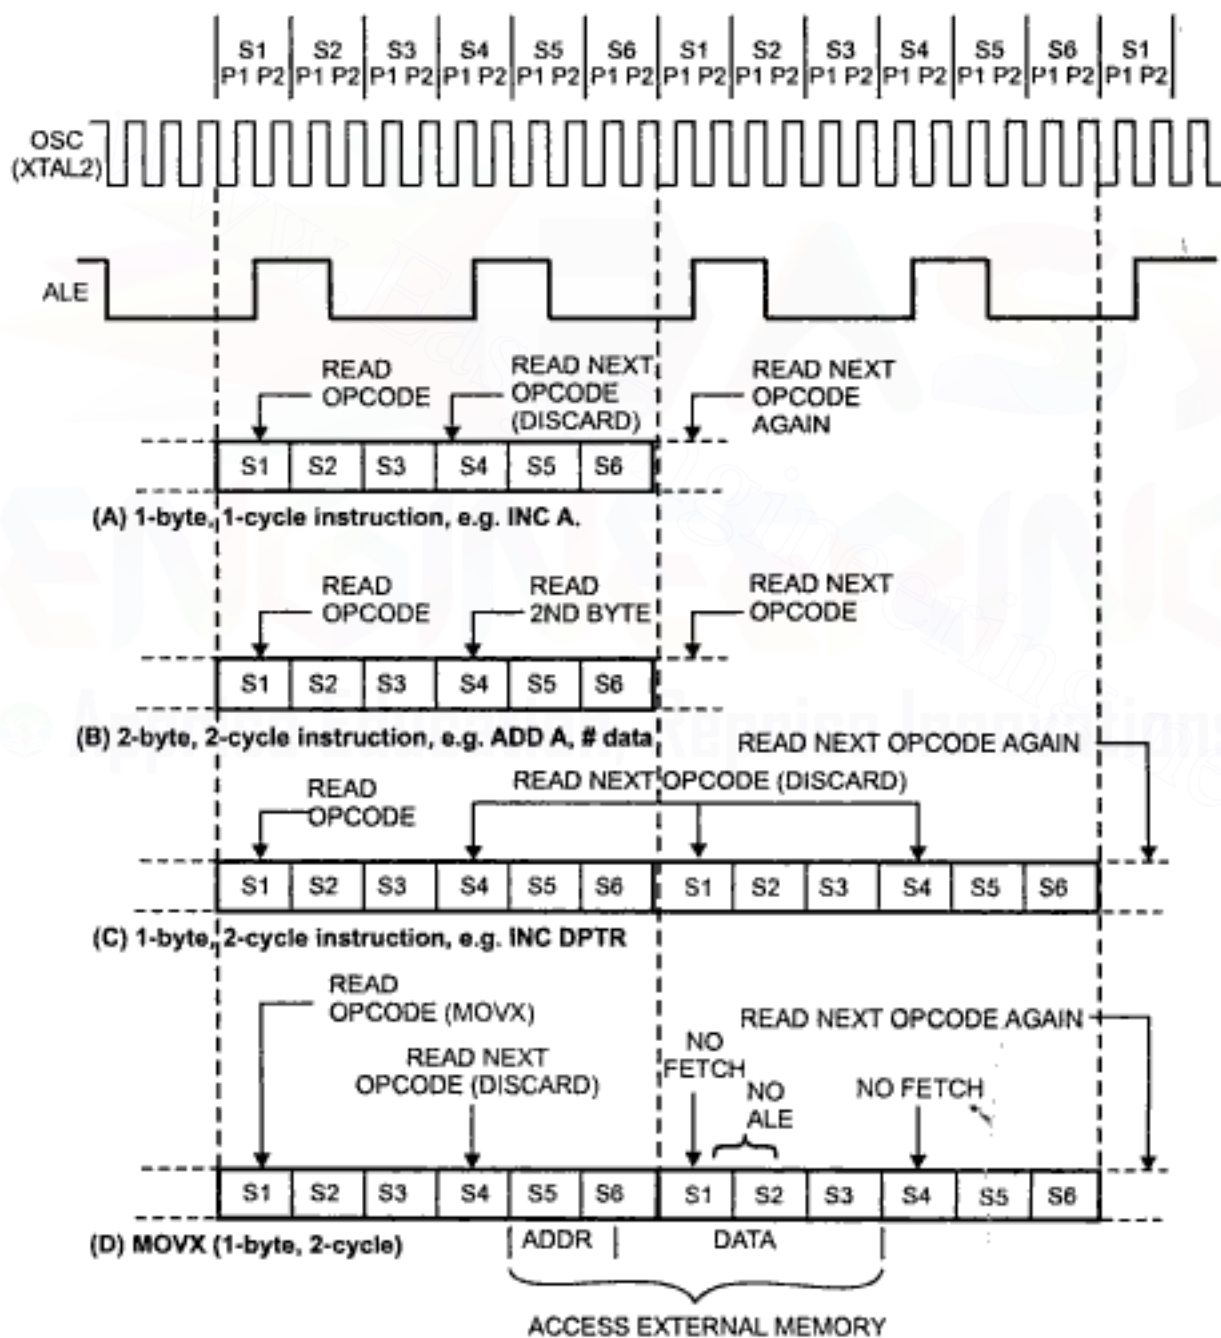 S1 S2 S3 S4 S5 S6 S1 S2 S3 S4 S5 S6 S1
P1 P2 P1 P2 P1 P2 P1 P2 P1 P2 P1 P2 P1 P2 P1 P2 P1 P2 P1 P2 P1 P2 P1 P2 P1 P2
OSC
(XTAL2)
ALE
READ
OPCODE
READ NEXT
OPCODE
(DISCARD)
READ NEXT
OPCODE
AGAIN
S1 S2 S3 S4 S5 S6
(A) 1-byte, 1-cycle instruction, e.g. INC A.
READ
OPCODE
READ
2ND BYTE
READ NEXT
OPCODE
S1 S2 S3 S4 S5 S6
(B) 2-byte, 2-cycle instruction, e.g. ADD A, # data
READ NEXT OPCODE AGAIN
READ
OPCODE
READ NEXT OPCODE (DISCARD)
S1 S2 S3 S4 S5 S6 S1 S2 S3 S4 S5 S6
(C) 1-byte, 2-cycle instruction, e.g. INC DPTR
READ
OPCODE (MOVX)
READ NEXT
OPCODE (DISCARD)
NO
FETCH
NO
ALE
NO FETCH
READ NEXT OPCODE AGAIN
S1 S2 S3 S4 S5 S6 S1 S2 S3 S4 S5 S6
(D) MOVX (1-byte, 2-cycle)
ADDR
DATA
ACCESS EXTERNAL MEMORY